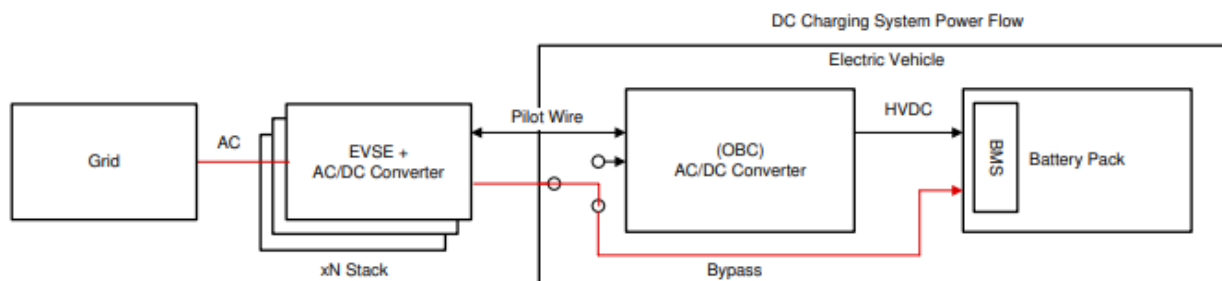 DC Charging System Power Flow
Electric Vehicle
Grid
AC
EVSE +
AC/DC Converter
xN Stack
Pilot Wire
(OBC)
AC/DC Converter
HVDC
BMS
Battery Pack
Bypass